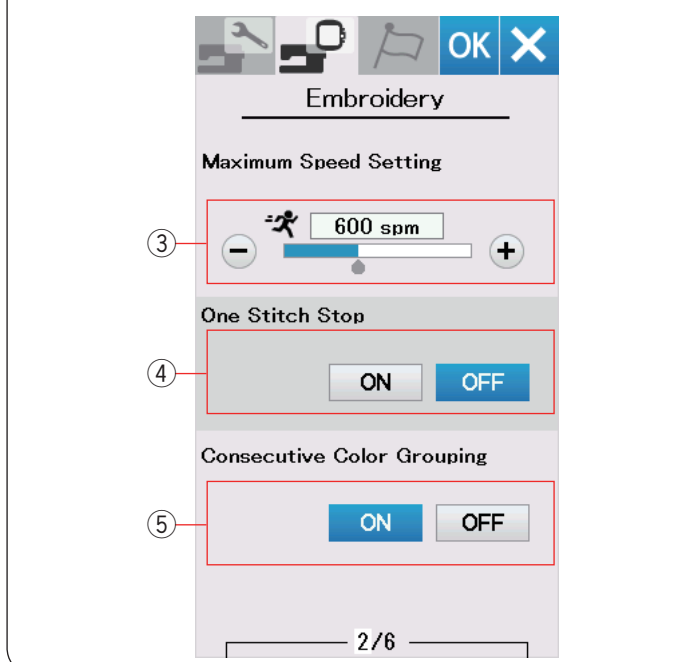 OK
Embroidery
Maximum Speed Setting
③ 600 spm
− +
One Stitch Stop
④ ON OFF
Consecutive Color Grouping
⑤ ON OFF
2/6